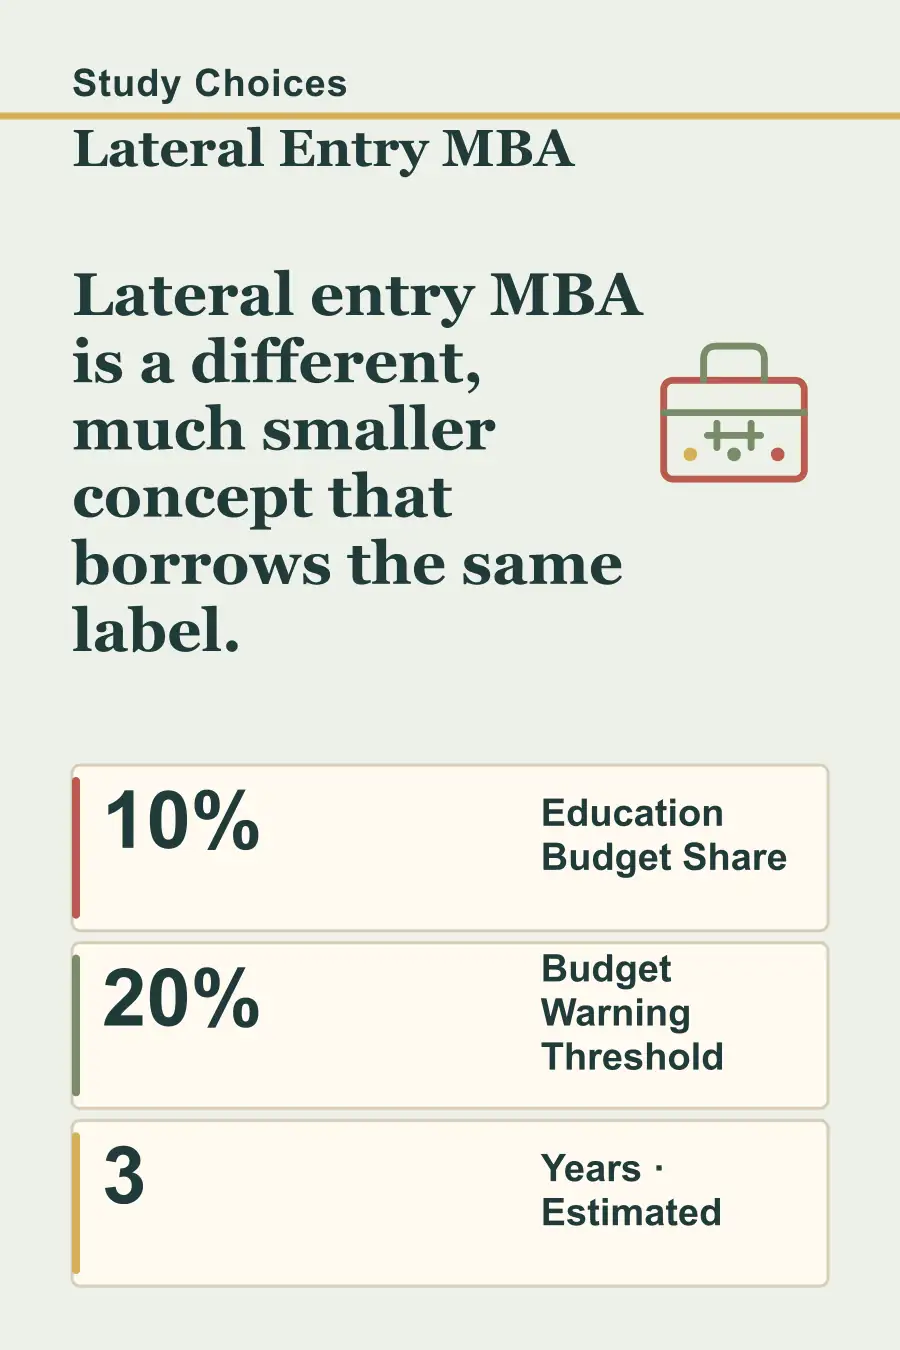 Study Choices
Lateral Entry MBA
Lateral entry MBA
is a different,
much smaller
concept that
borrows the same
label.
10%
Education
Budget Share
20%
Budget
Warning
Threshold
3
Years ·
Estimated